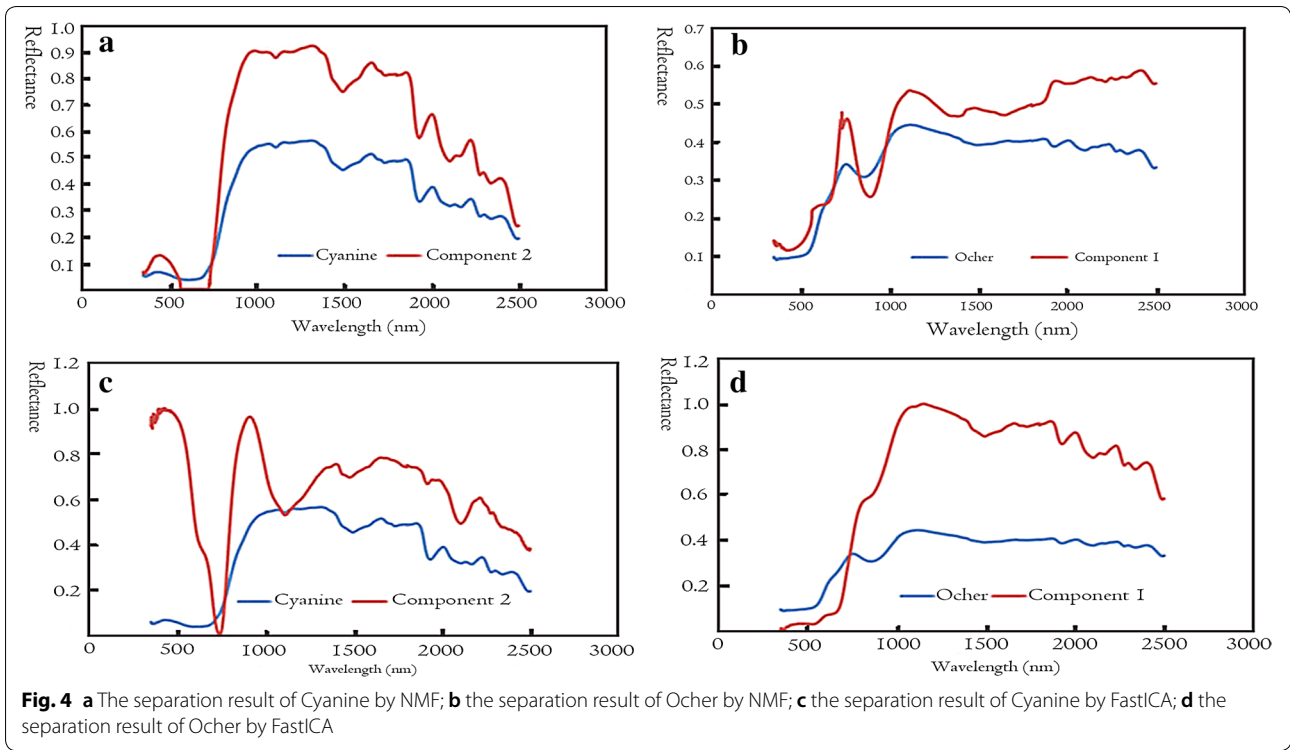 a
Reflectance
1.0
0.9
0.8
0.7
0.6
0.5
0.4
0.3
0.2
0.1
Cyanine
Component 2
0
500
1000
1500
2000
2500
3000
Wavelength (nm)
b
Reflectance
0.7
0.6
0.5
0.4
0.3
0.2
0.1
Ocher
Component 1
0
500
1000
1500
2000
2500
3000
Wavelength (nm)
c
Reflectance
1.2
1.0
0.8
0.6
0.4
0.2
Cyanine
Component 2
0
500
1000
1500
2000
2500
3000
Wavelength (nm)
d
Reflectance
1.2
1.0
0.8
0.6
0.4
0.2
Ocher
Component 1
0
500
1000
1500
2000
2500
3000
Wavelength (nm)
Fig. 4 a The separation result of Cyanine by NMF; b the separation result of Ocher by NMF; c the separation result of Cyanine by FastICA; d the
separation result of Ocher by FastICA